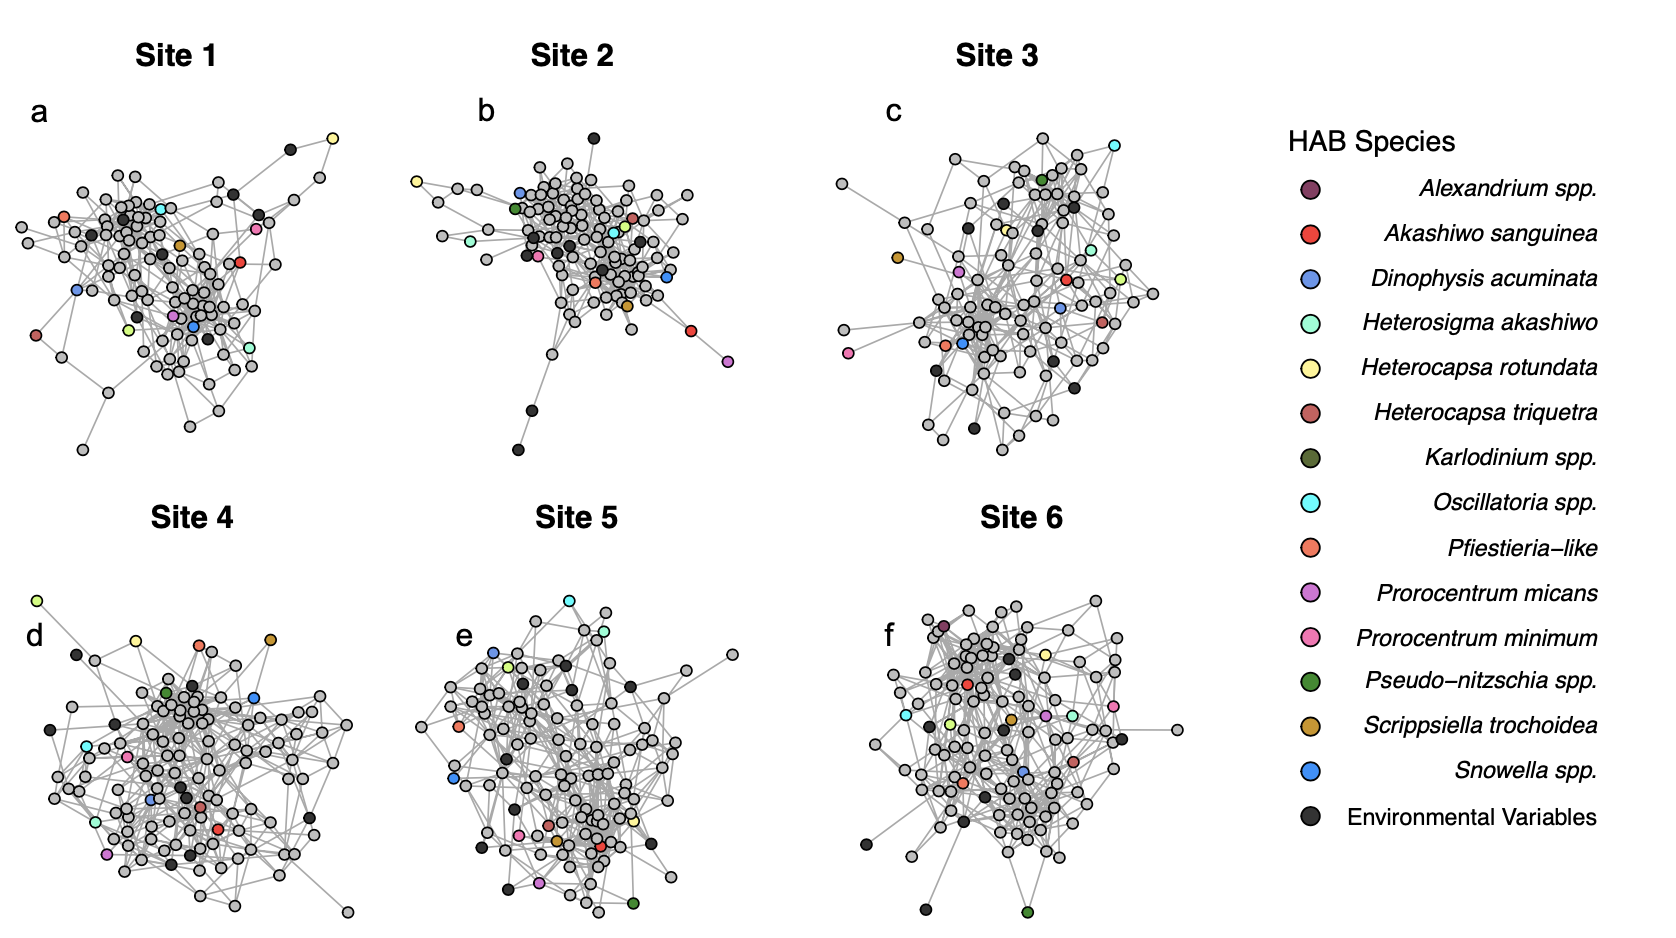 Site 1
Site 2
Site 3
a
b
c
HAB Species
Alexandrium spp.
Akashiwo sanguinea
Dinophysis acuminata
Heterosigma akashiwo
Heterocapsa rotundata
Heterocapsa triquetra
Karlodinium spp.
Oscillatoria spp.
Pfiestieria−like
Prorocentrum micans
Prorocentrum minimum
Pseudo−nitzschia spp.
Scrippsiella trochoidea
Snowella spp.
Environmental Variables
Site 4
Site 5
Site 6
d
e
f